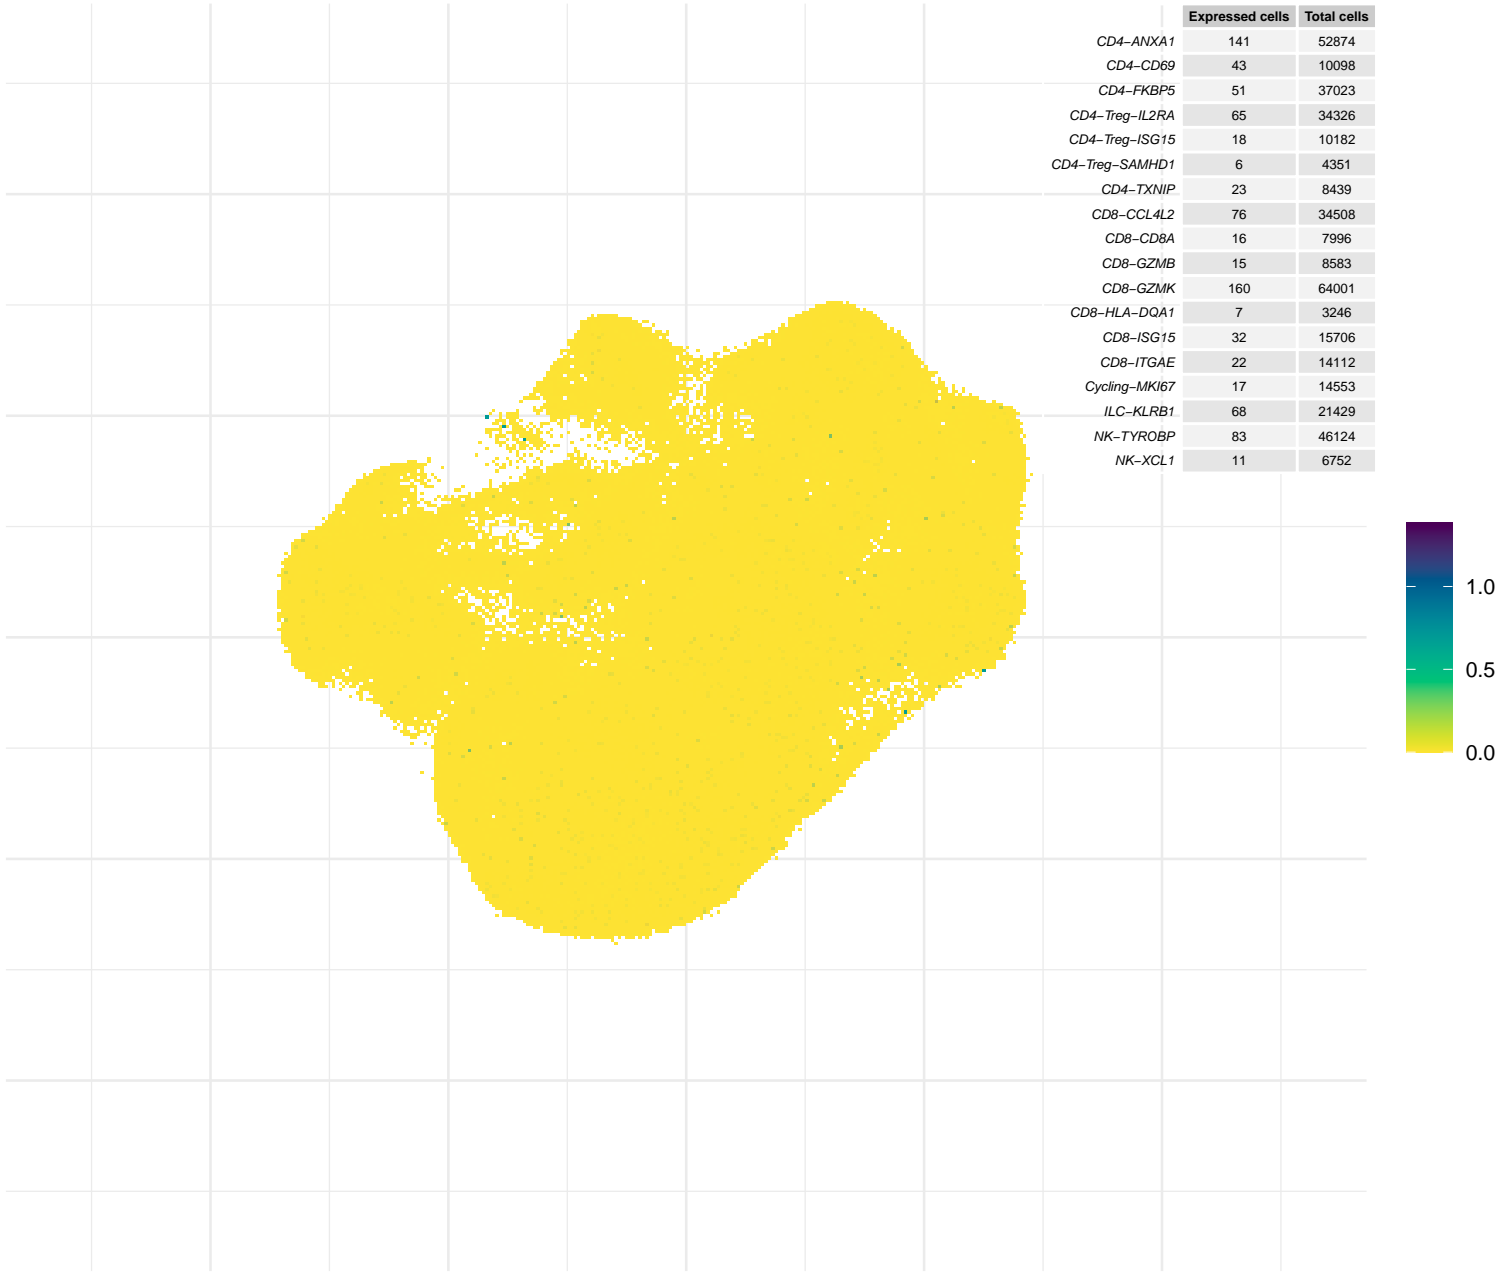 Expressed cells Total cells
CD4−ANXA1 141 52874
CD4−CD69 43 10098
CD4−FKBP5 51 37023
CD4−Treg−IL2RA 65 34326
CD4−Treg−ISG15 18 10182
CD4−Treg−SAMHD1 6 4351
CD4−TXNIP 23 8439
CD8−CCL4L2 76 34508
CD8−CD8A 16 7996
CD8−GZMB 15 8583
CD8−GZMK 160 64001
CD8−HLA−DQA1 7 3246
CD8−ISG15 32 15706
CD8−ITGAE 22 14112
Cycling−MKI67 17 14553
ILC−KLRB1 68 21429
NK−TYROBP 83 46124
NK−XCL1 11 6752
1.0
0.5
0.0